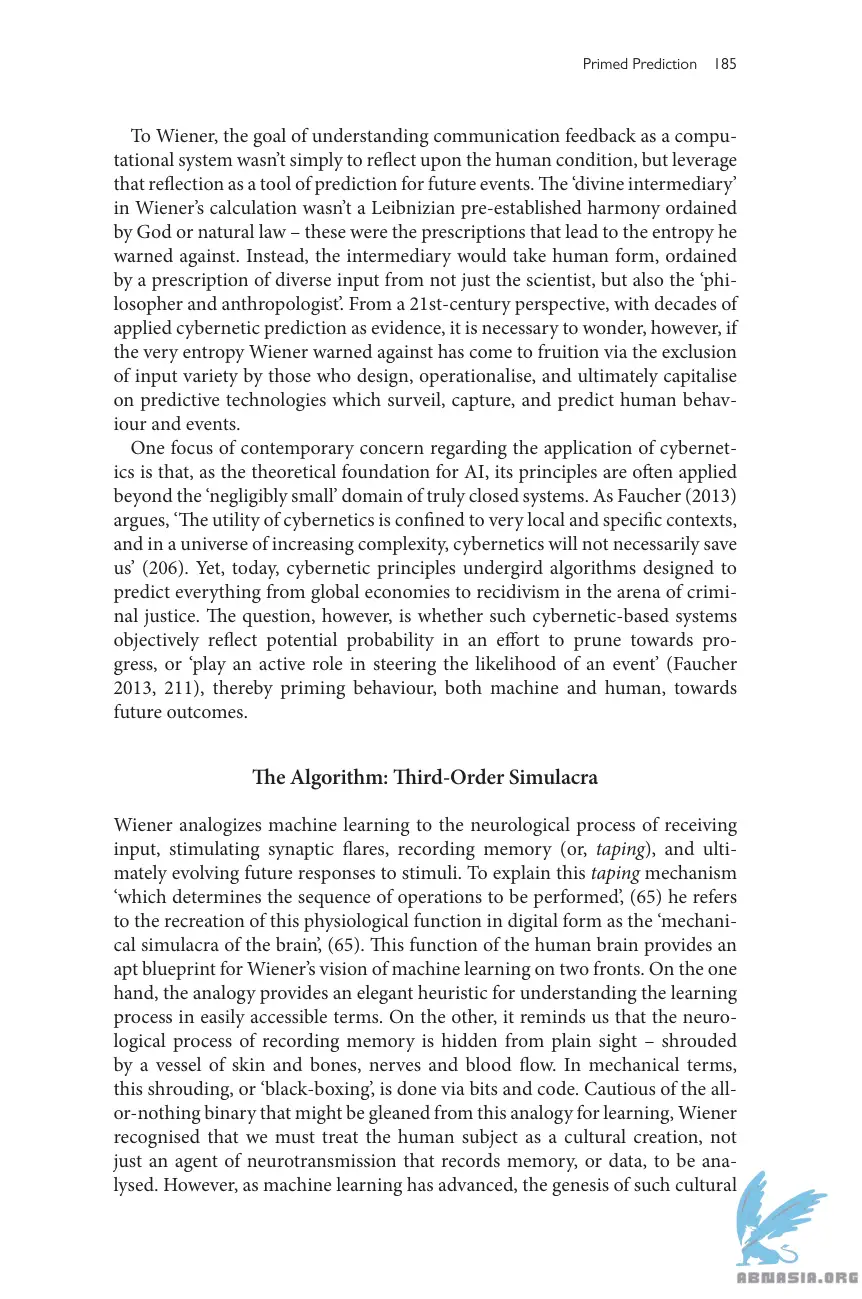 Primed Prediction 185
To Wiener, the goal of understanding communication feedback as a compu-
tational system wasn’t simply to reflect upon the human condition, but leverage
that reflection as a tool of prediction for future events. The ‘divine intermediary’
in Wiener’s calculation wasn’t a Leibnizian pre-established harmony ordained
by God or natural law – these were the prescriptions that lead to the entropy he
warned against. Instead, the intermediary would take human form, ordained
by a prescription of diverse input from not just the scientist, but also the ‘phi-
losopher and anthropologist’. From a 21st-century perspective, with decades of
applied cybernetic prediction as evidence, it is necessary to wonder, however, if
the very entropy Wiener warned against has come to fruition via the exclusion
of input variety by those who design, operationalise, and ultimately capitalise
on predictive technologies which surveil, capture, and predict human behav-
iour and events.
One focus of contemporary concern regarding the application of cybernet-
ics is that, as the theoretical foundation for AI, its principles are often applied
beyond the ‘negligibly small’ domain of truly closed systems. As Faucher (2013)
argues, ‘The utility of cybernetics is confined to very local and specific contexts,
and in a universe of increasing complexity, cybernetics will not necessarily save
us’ (206). Yet, today, cybernetic principles undergird algorithms designed to
predict everything from global economies to recidivism in the arena of crimi-
nal justice. The question, however, is whether such cybernetic-based systems
objectively reflect potential probability in an effort to prune towards pro-
gress, or ‘play an active role in steering the likelihood of an event’ (Faucher
2013, 211), thereby priming behaviour, both machine and human, towards
future outcomes.
The Algorithm: Third-Order Simulacra
Wiener analogizes machine learning to the neurological process of receiving
input, stimulating synaptic flares, recording memory (or, taping), and ulti-
mately evolving future responses to stimuli. To explain this taping mechanism
‘which determines the sequence of operations to be performed’, (65) he refers
to the recreation of this physiological function in digital form as the ‘mechani-
cal simulacra of the brain’, (65). This function of the human brain provides an
apt blueprint for Wiener’s vision of machine learning on two fronts. On the one
hand, the analogy provides an elegant heuristic for understanding the learning
process in easily accessible terms. On the other, it reminds us that the neuro-
logical process of recording memory is hidden from plain sight – shrouded
by a vessel of skin and bones, nerves and blood flow. In mechanical terms,
this shrouding, or ‘black-boxing’, is done via bits and code. Cautious of the all-
or-nothing binary that might be gleaned from this analogy for learning, Wiener
recognised that we must treat the human subject as a cultural creation, not
just an agent of neurotransmission that records memory, or data, to be ana-
lysed. However, as machine learning has advanced, the genesis of such cultural
ABNASIA.ORG